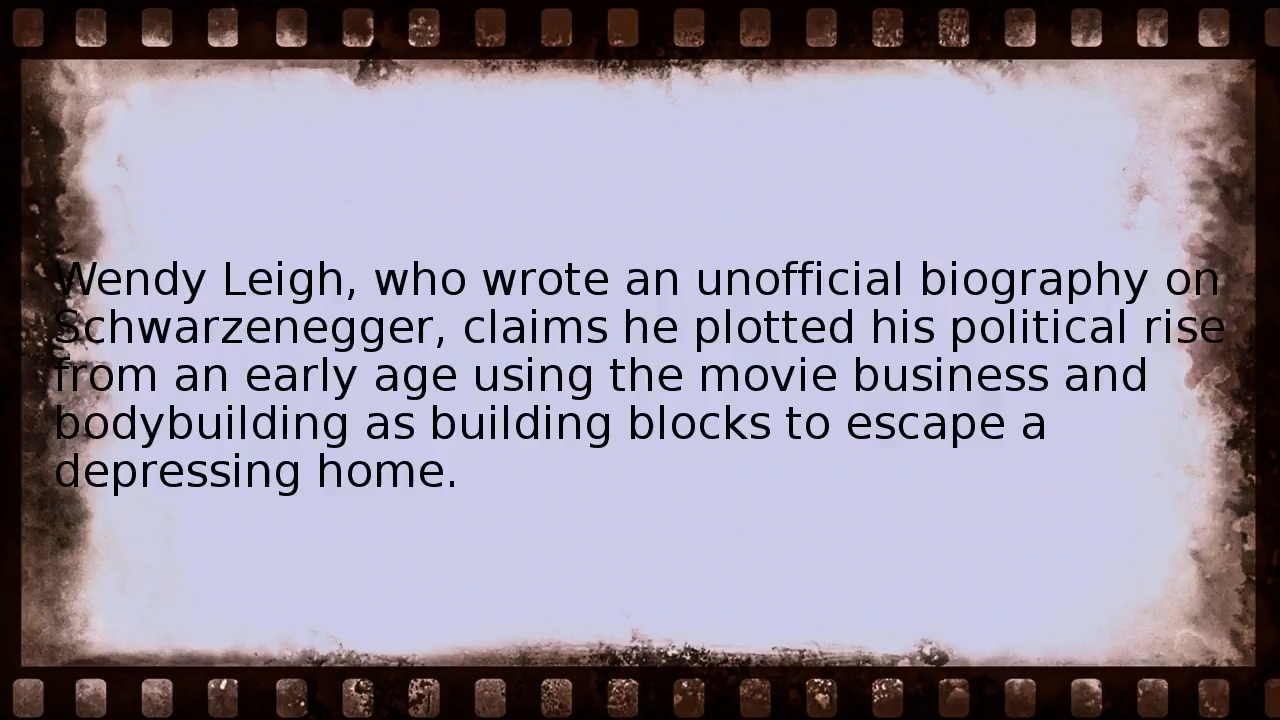 Wendy Leigh, who wrote an unofficial biography on
Schwarzenegger, claims he plotted his political rise
from an early age using the movie business and
bodybuilding as building blocks to escape a
depressing home.